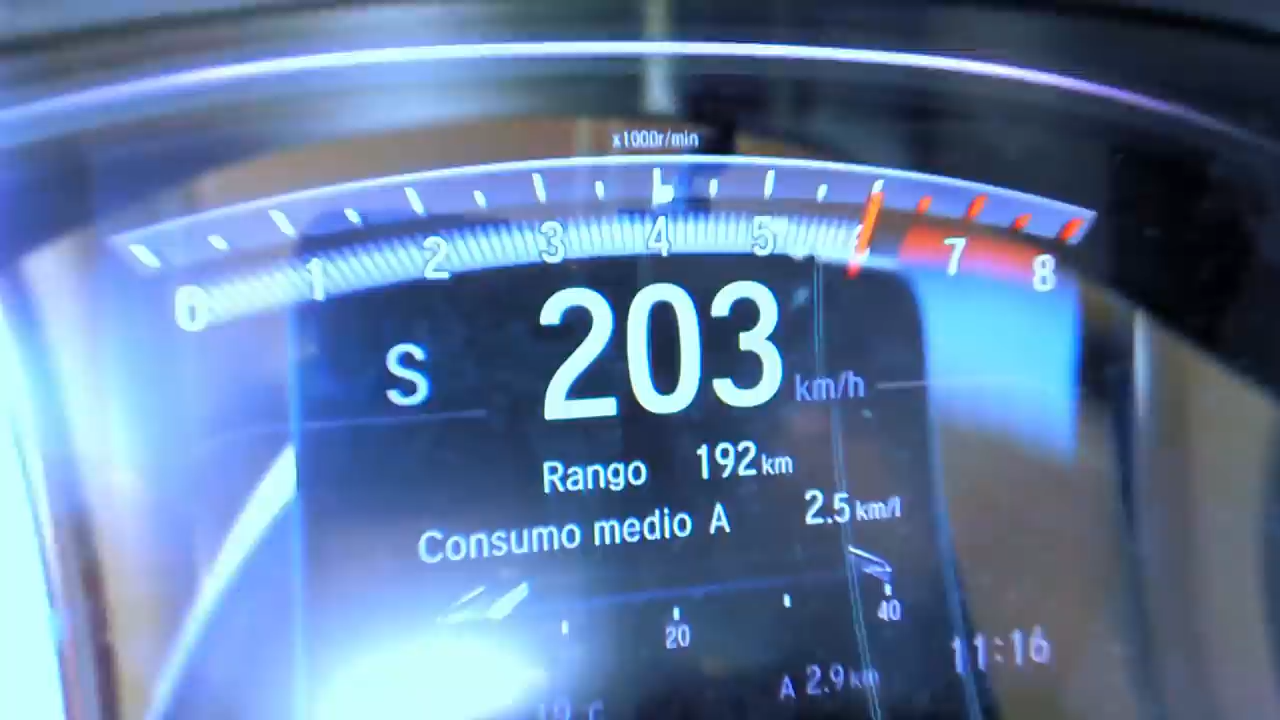 x1000r/min
0 1 2 3 4 5 6 7 8
S 203 km/h
Rango 192 km
Consumo medio A 2.5 km/l
20 40
11:16
A 2.9 km